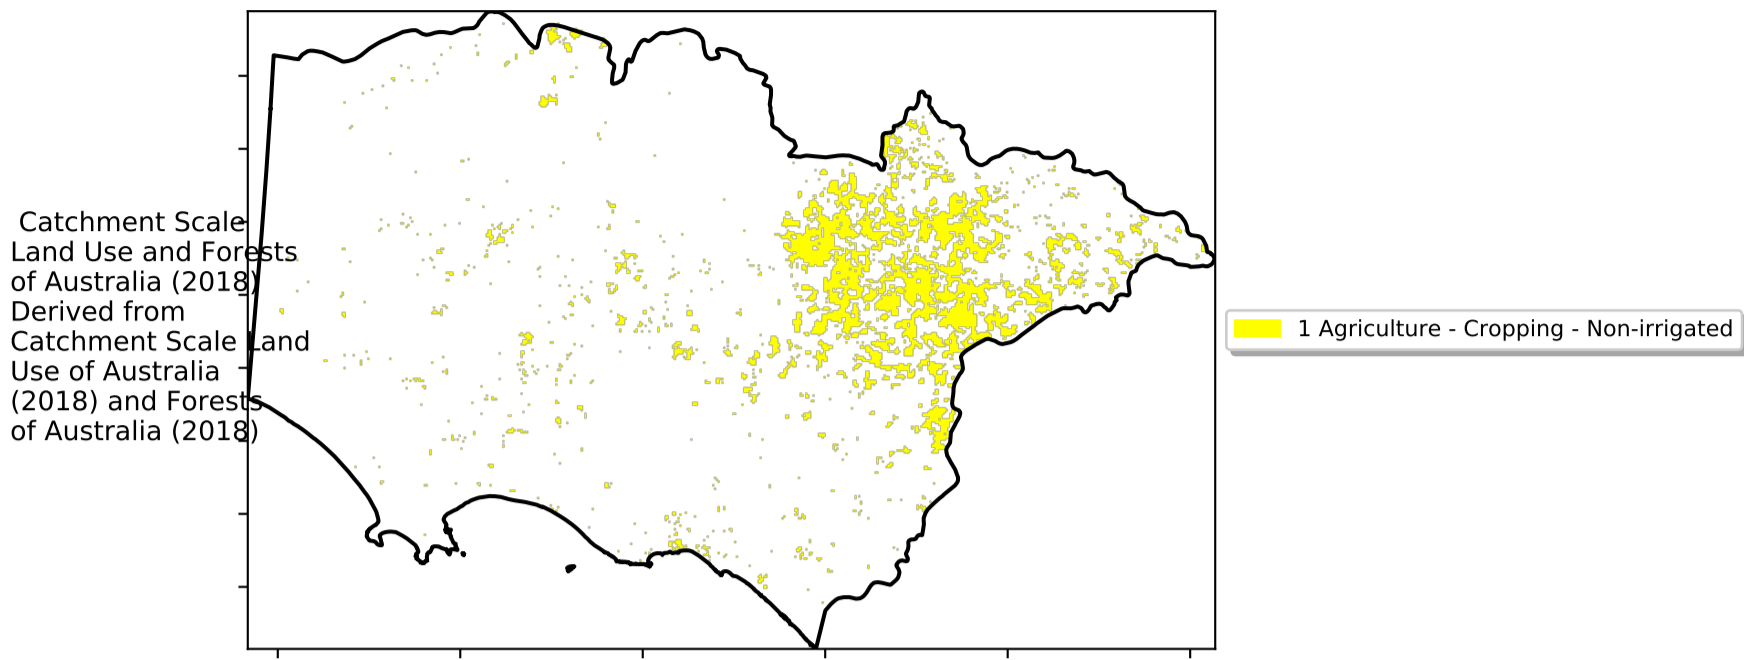 Catchment Scale
Land Use and Forests
of Australia (2018)
Derived from
Catchment Scale Land
Use of Australia
(2018) and Forests
of Australia (2018)
1 Agriculture - Cropping - Non-irrigated